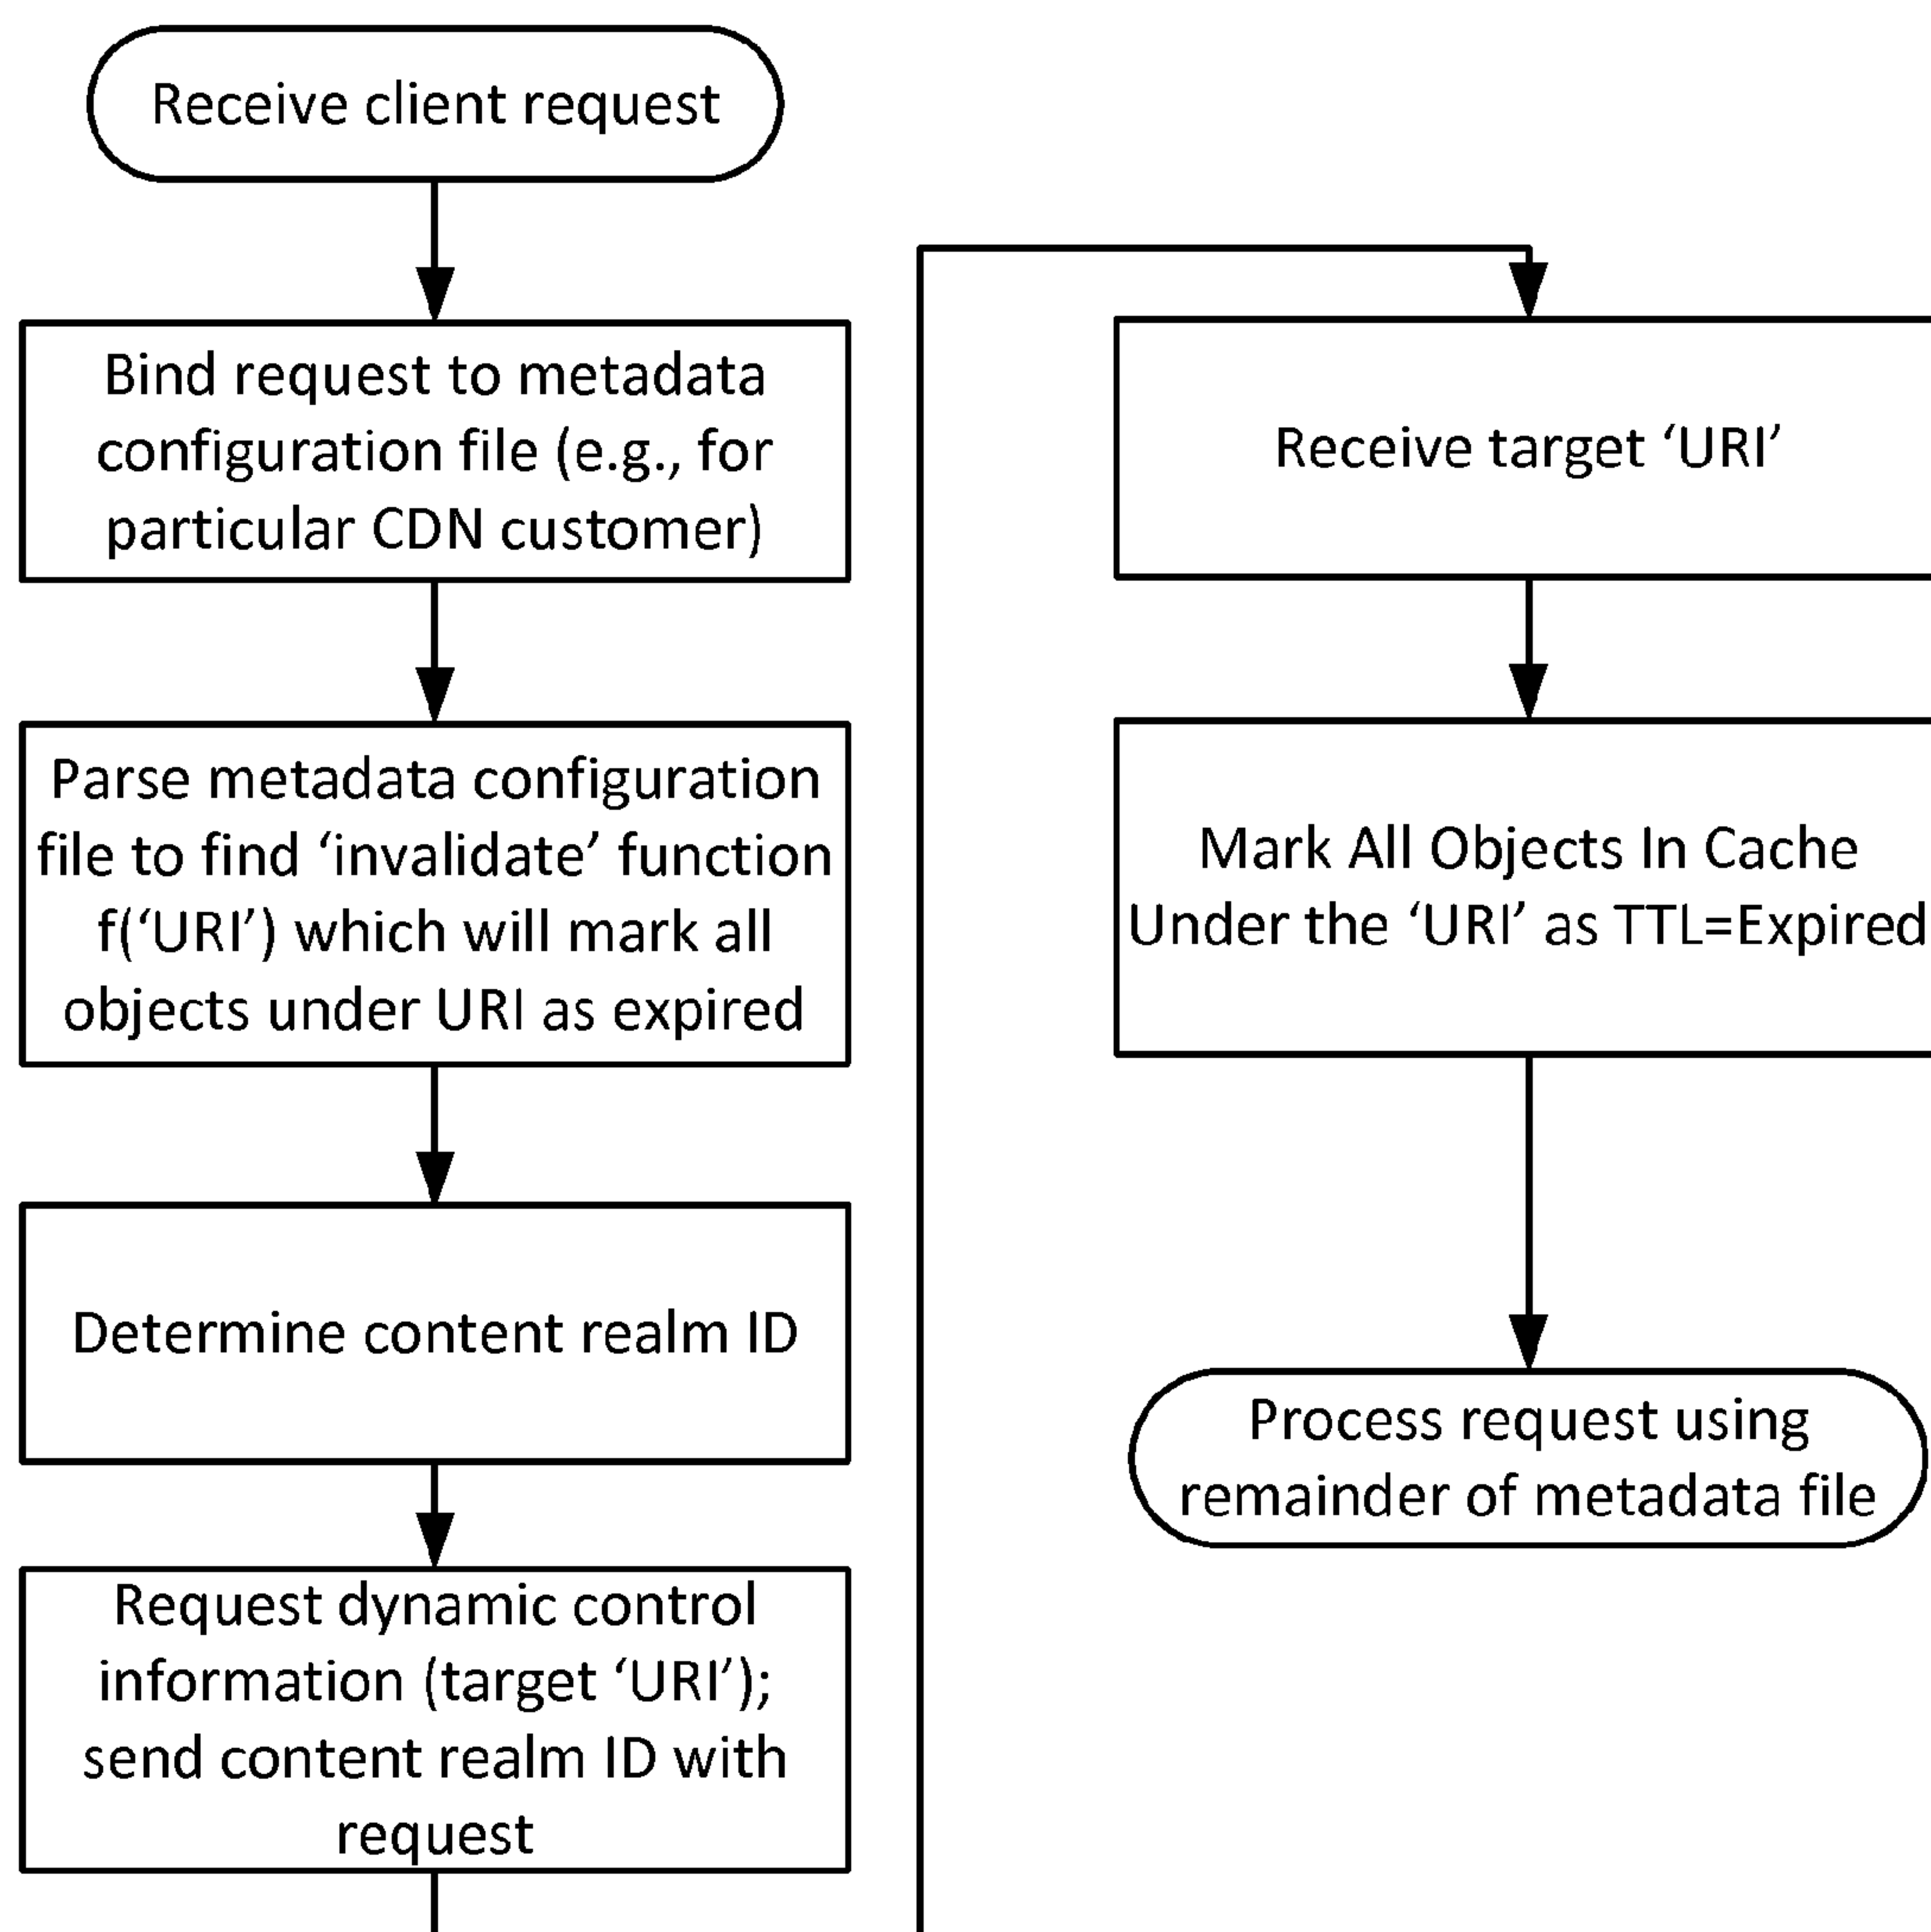 Receive client request
Bind request to metadata
configuration file (e.g., for
particular CDN customer)
Parse metadata configuration
file to find ‘invalidate’ function
f(‘URI’) which will mark all
objects under URI as expired
Determine content realm ID
Request dynamic control
information (target ‘URI’);
send content realm ID with
request
Receive target ‘URI’
Mark All Objects In Cache
Under the ‘URI’ as TTL=Expired
Process request using
remainder of metadata file